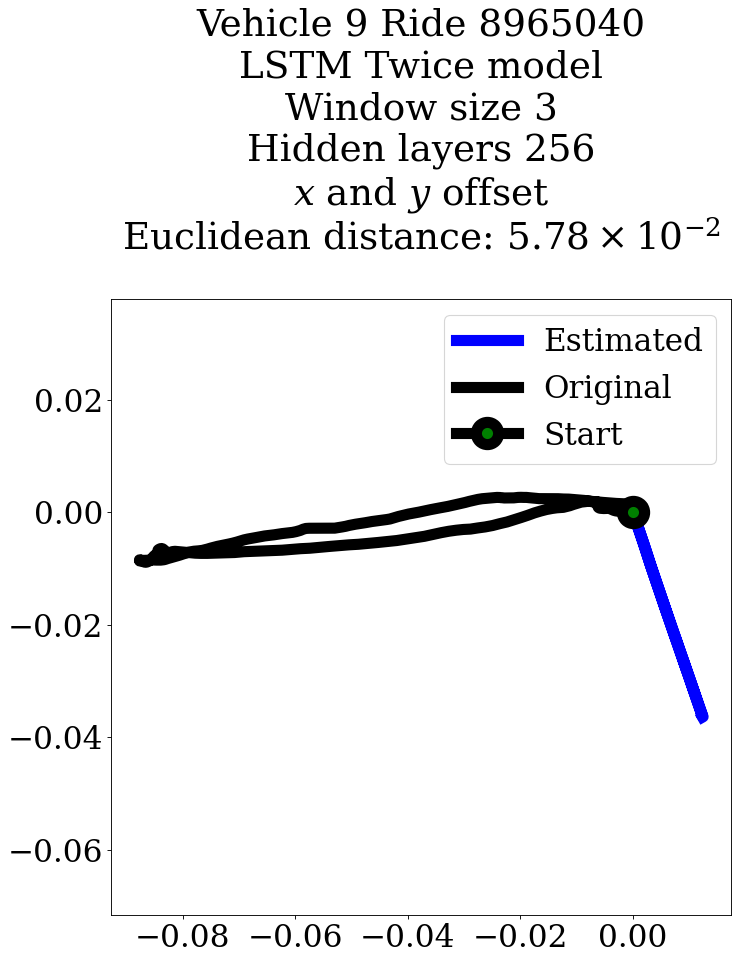 Vehicle 9 Ride 8965040
LSTM Twice model
Window size 3
Hidden layers 256
x and y offset
Euclidean distance: 5.78 × 10⁻²
Estimated
Original
Start
0.02
0.00
−0.02
−0.04
−0.06
−0.08 −0.06 −0.04 −0.02 0.00